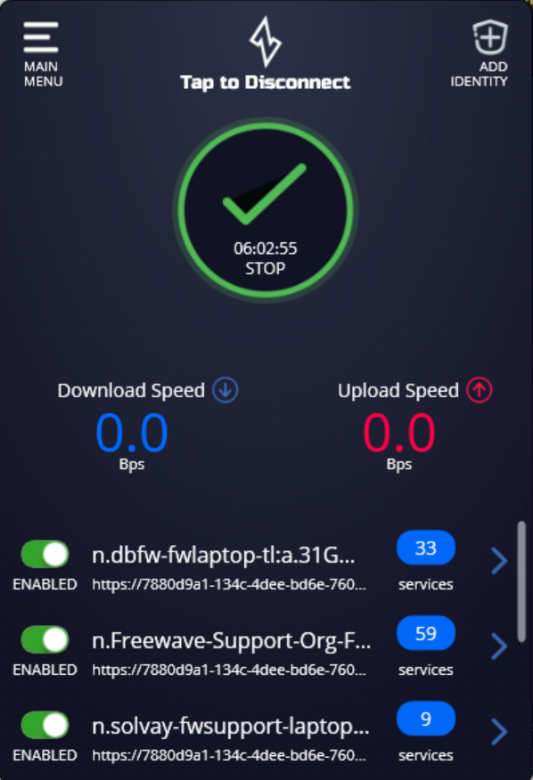 MAIN
MENU
Tap to Disconnect
ADD
IDENTITY
06:02:55
STOP
Download Speed
0.0
Bps
Upload Speed
0.0
Bps
n.dbfw-fwlaptop-tl:a.31G...
33
ENABLED
https://7880d9a1-134c-4dee-bd6e-760...
services
n.Freewave-Support-Org-F...
59
ENABLED
https://7880d9a1-134c-4dee-bd6e-760...
services
n.solvay-fwsupport-laptop...
9
ENABLED
https://7880d9a1-134c-4dee-bd6e-760...
services